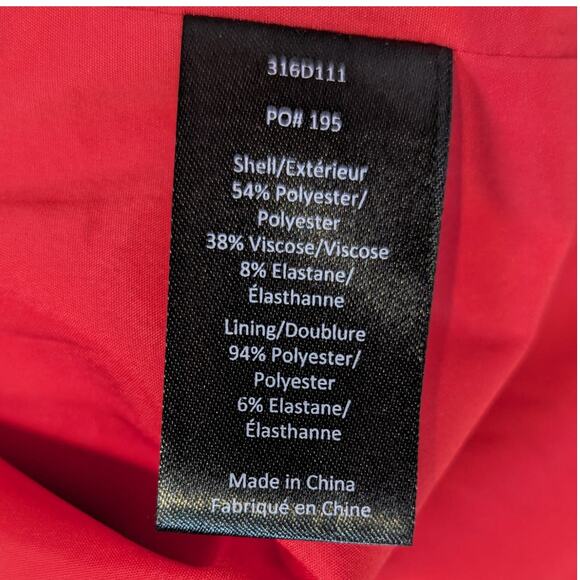 316D111
PO# 195
Shell/Extérieur
54% Polyester/
Polyester
38% Viscose/Viscose
8% Elastane/
Élasthanne
Lining/Doublure
94% Polyester/
Polyester
6% Elastane/
Élasthanne
Made in China
Fabriqué en Chine